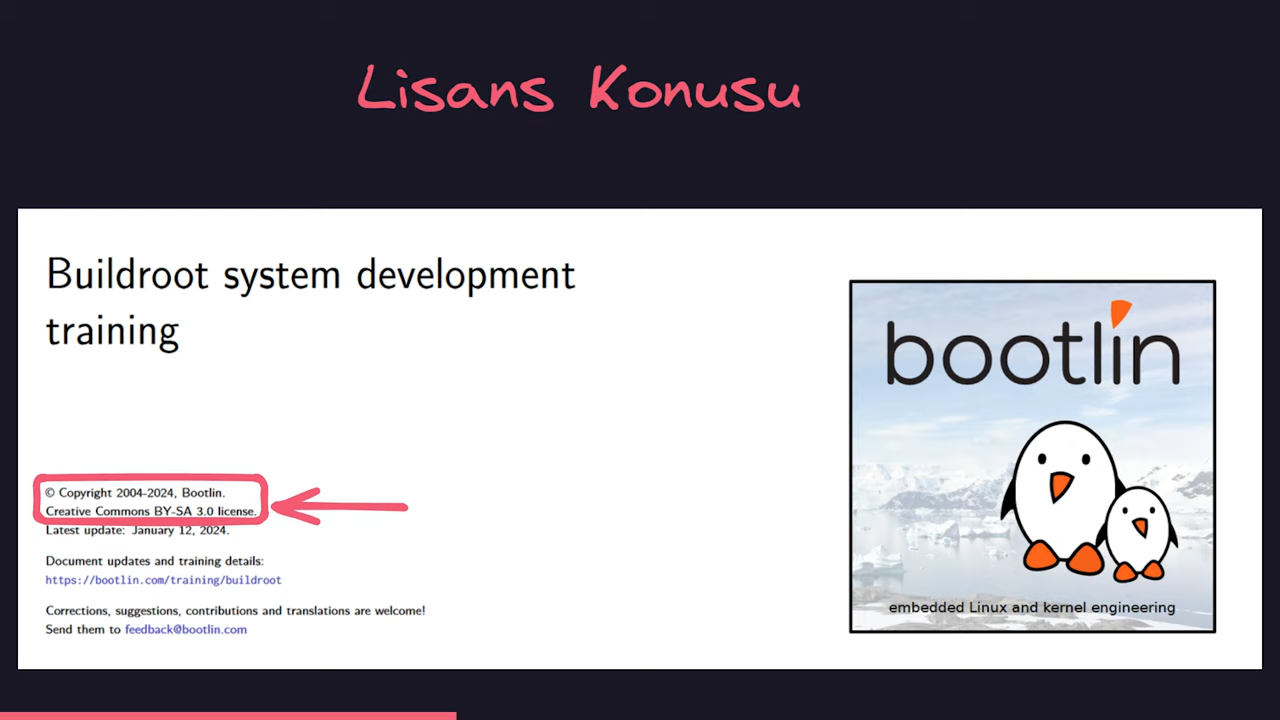 Lisans Konusu
Buildroot system development
training
© Copyright 2004-2024, Bootlin.
Creative Commons BY-SA 3.0 license.
Latest update: January 12, 2024.
Document updates and training details:
https://bootlin.com/training/buildroot
Corrections, suggestions, contributions and translations are welcome!
Send them to feedback@bootlin.com
bootlin
embedded Linux and kernel engineering